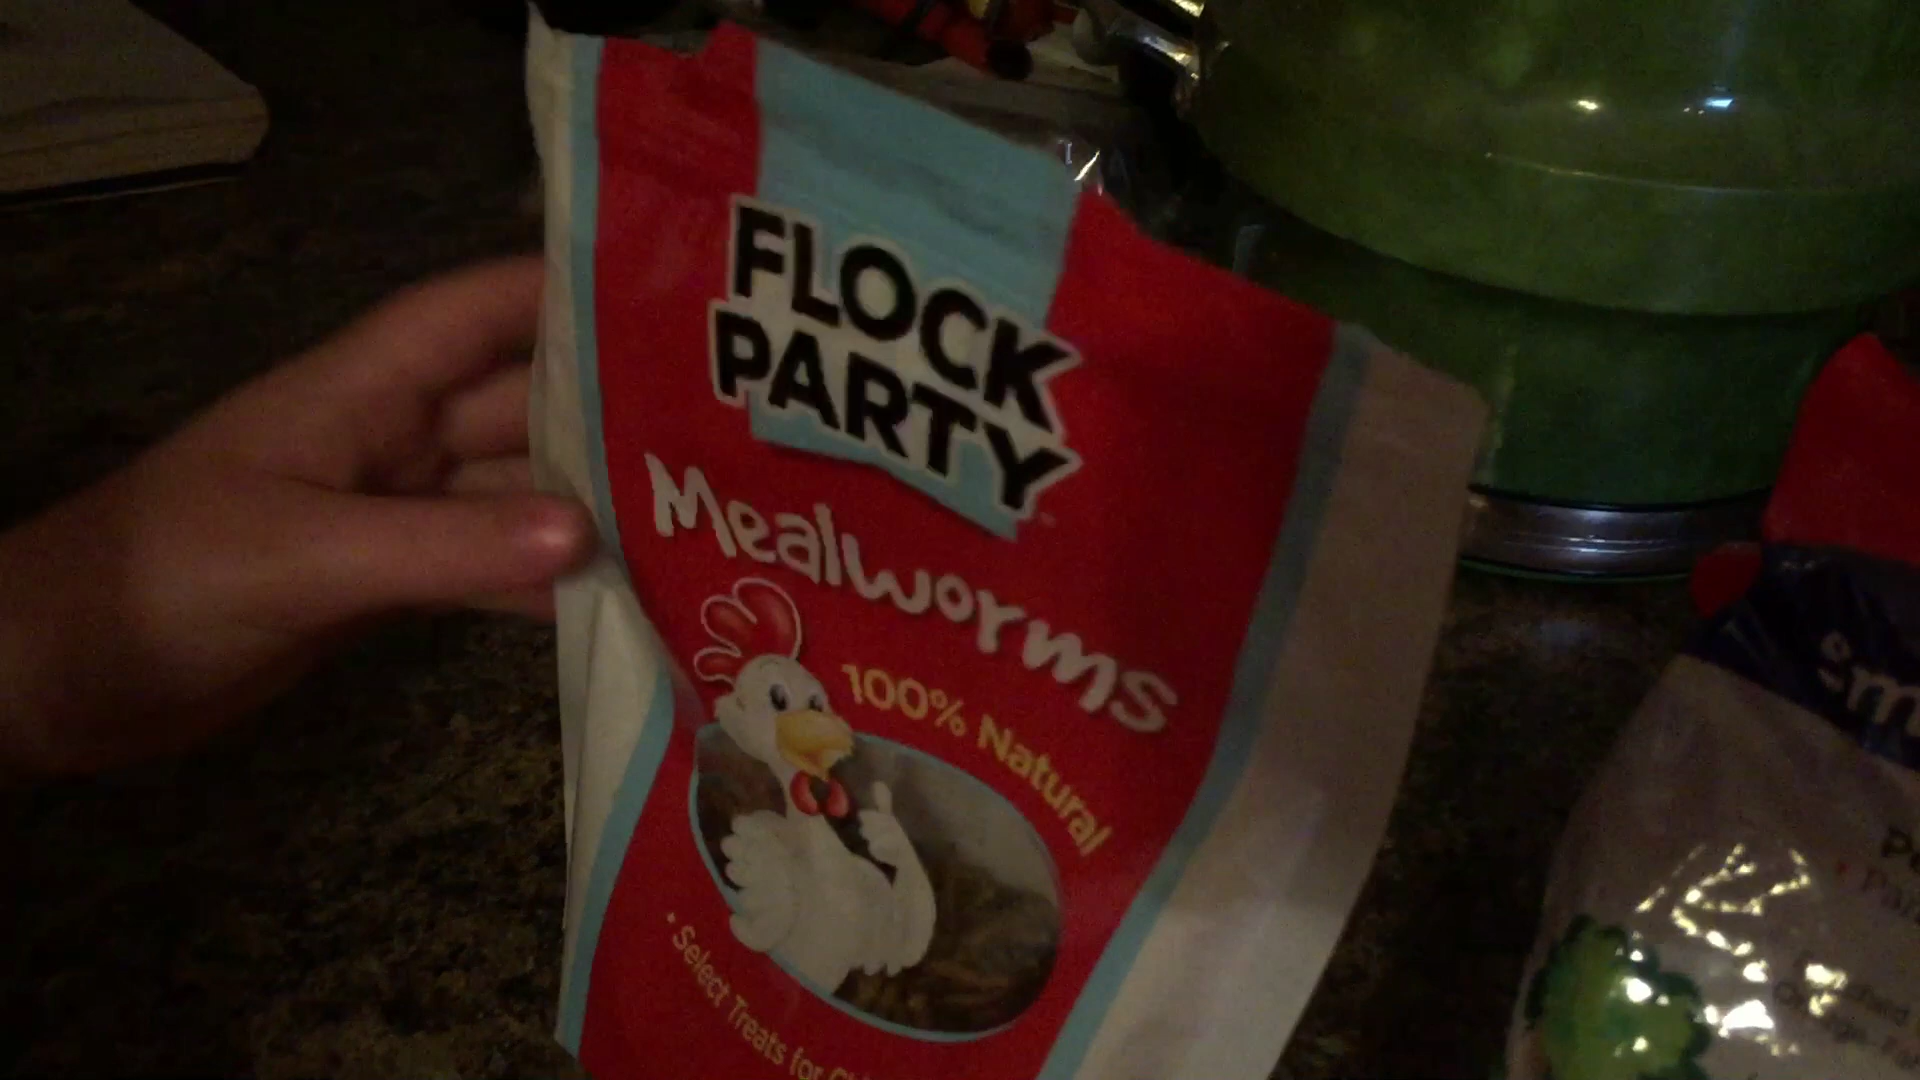 FLOCK
PARTY
Mealworms
100% Natural
• Select Treats for